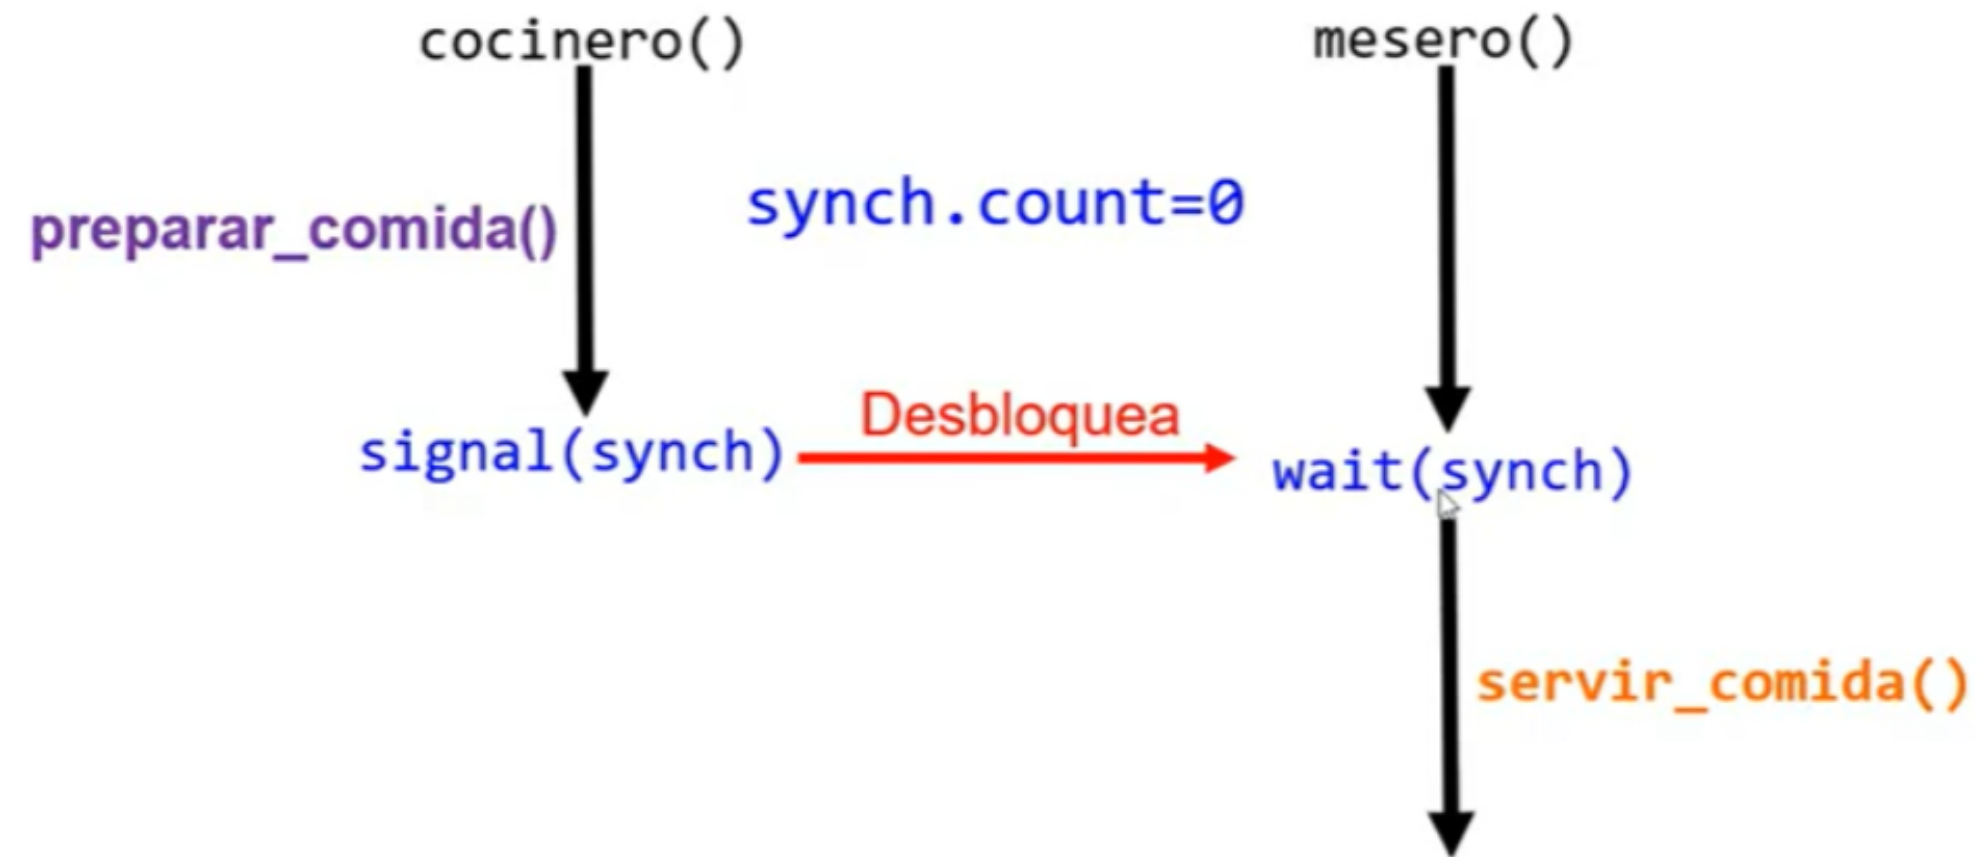 cocinero()
mesero()
preparar_comida()
synch.count=0
signal(synch)
Desbloquea
wait(synch)
servir_comida()